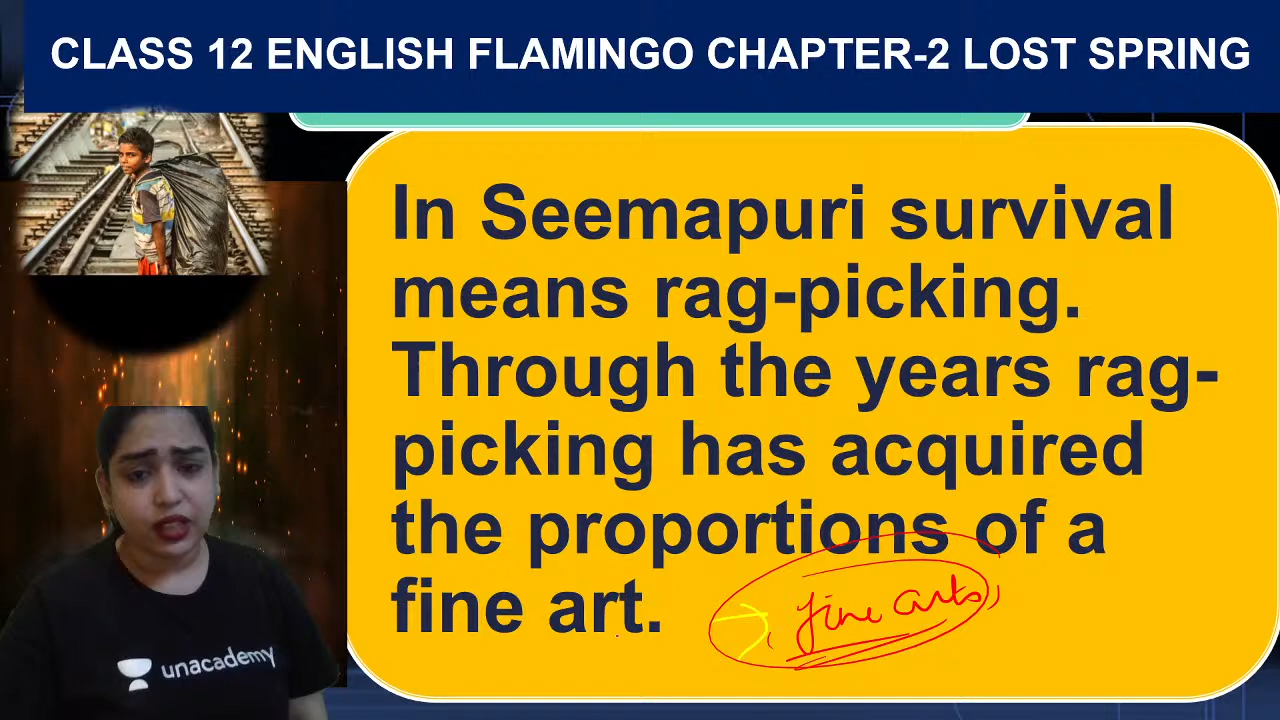 CLASS 12 ENGLISH FLAMINGO CHAPTER-2 LOST SPRING
In Seemapuri survival
means rag-picking.
Through the years rag-
picking has acquired
the proportions of a
fine art.
fine arts
unacademy